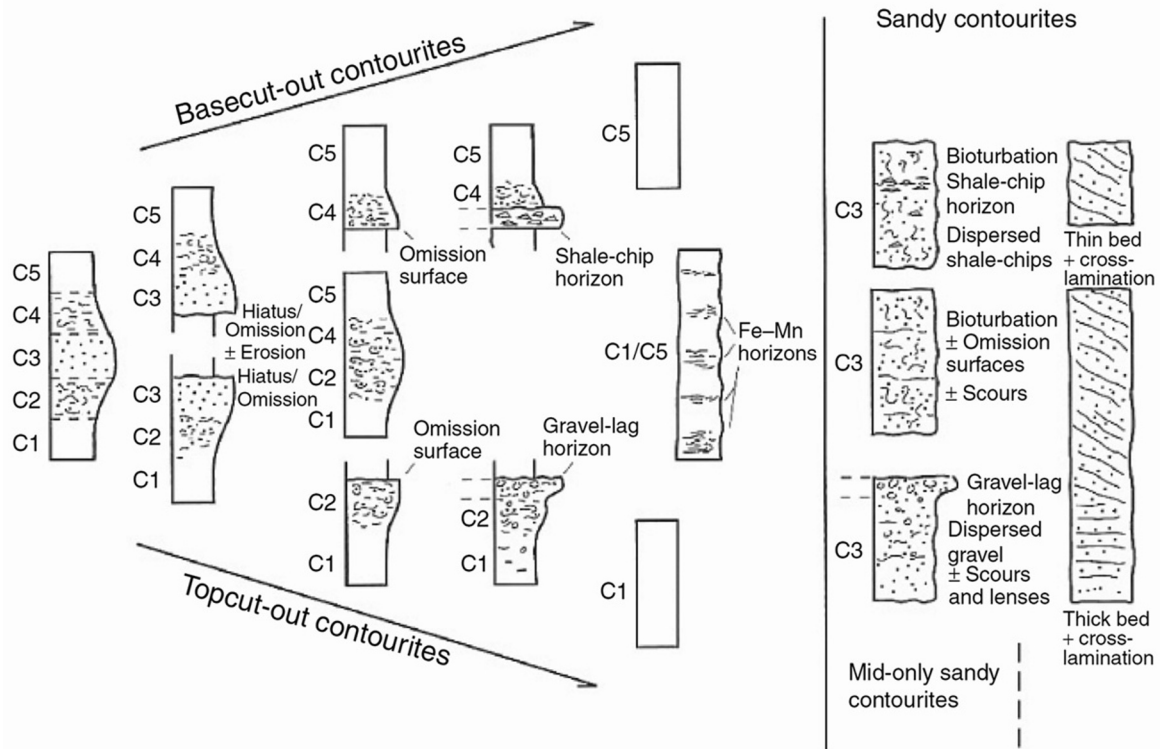 Basecut-out contourites
Sandy contourites
C5
C4
C3
C2
C1
C5
C4
C3
Hiatus/
Omission
± Erosion
Hiatus/
Omission
C3
C2
C1
C5
C4
Omission
surface
C5
C4
C2
C1
Omission
surface
C2
C1
C5
C4
Shale-chip
horizon
Gravel-lag
horizon
C2
C1
C5
C1/C5
Fe–Mn
horizons
C1
Topcut-out contourites
C3
Bioturbation
Shale-chip
horizon
Dispersed
shale-chips
Thin bed
+ cross-
lamination
C3
Bioturbation
± Omission
surfaces
± Scours
C3
Gravel-lag
horizon
Dispersed
gravel
± Scours
and lenses
Thick bed
+ cross-
lamination
Mid-only sandy
contourites